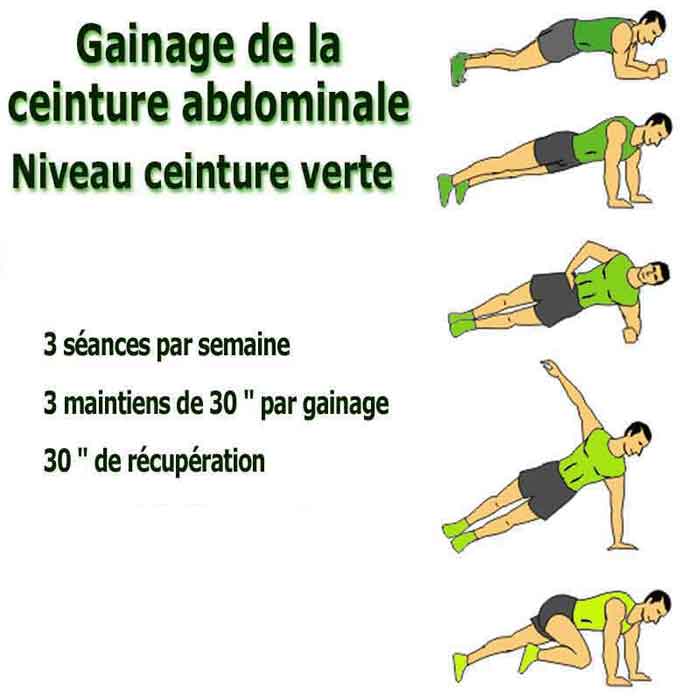 Gainage de la
ceinture abdominale
Niveau ceinture verte
3 séances par semaine
3 maintiens de 30 " par gainage
30 " de récupération